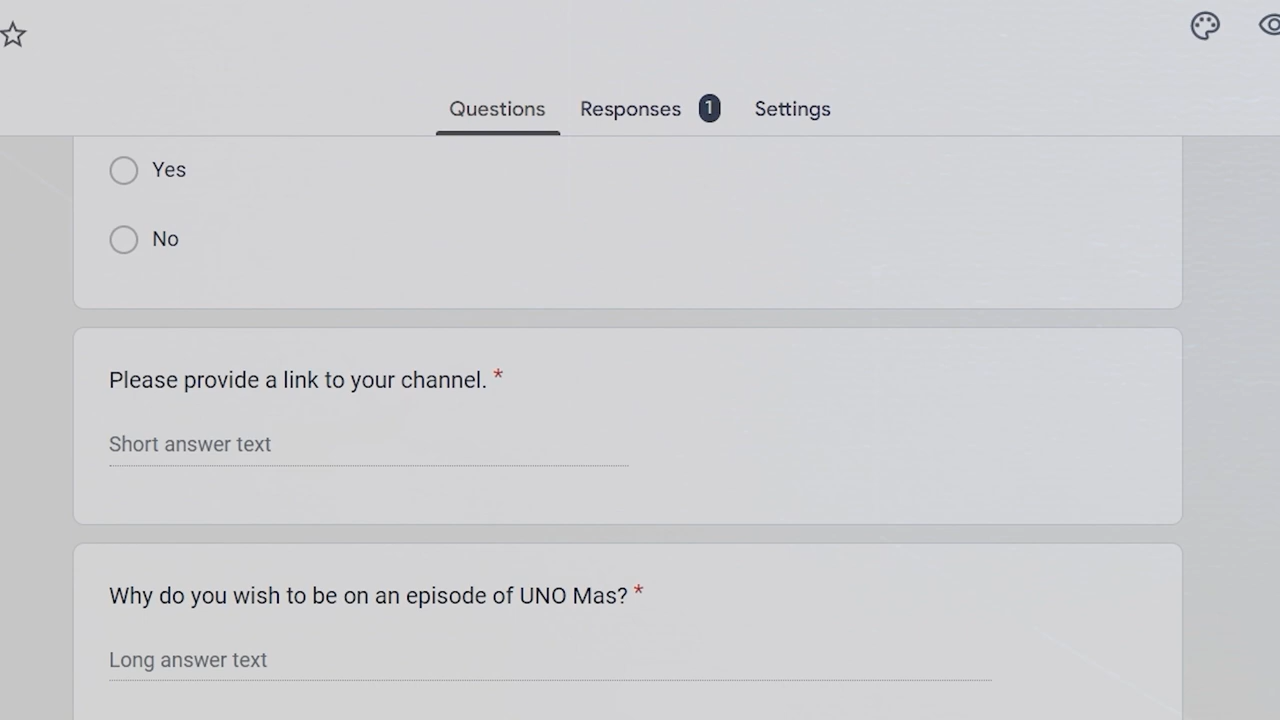 Questions Responses 1 Settings
Yes
No
Please provide a link to your channel. *
Short answer text
Why do you wish to be on an episode of UNO Mas? *
Long answer text